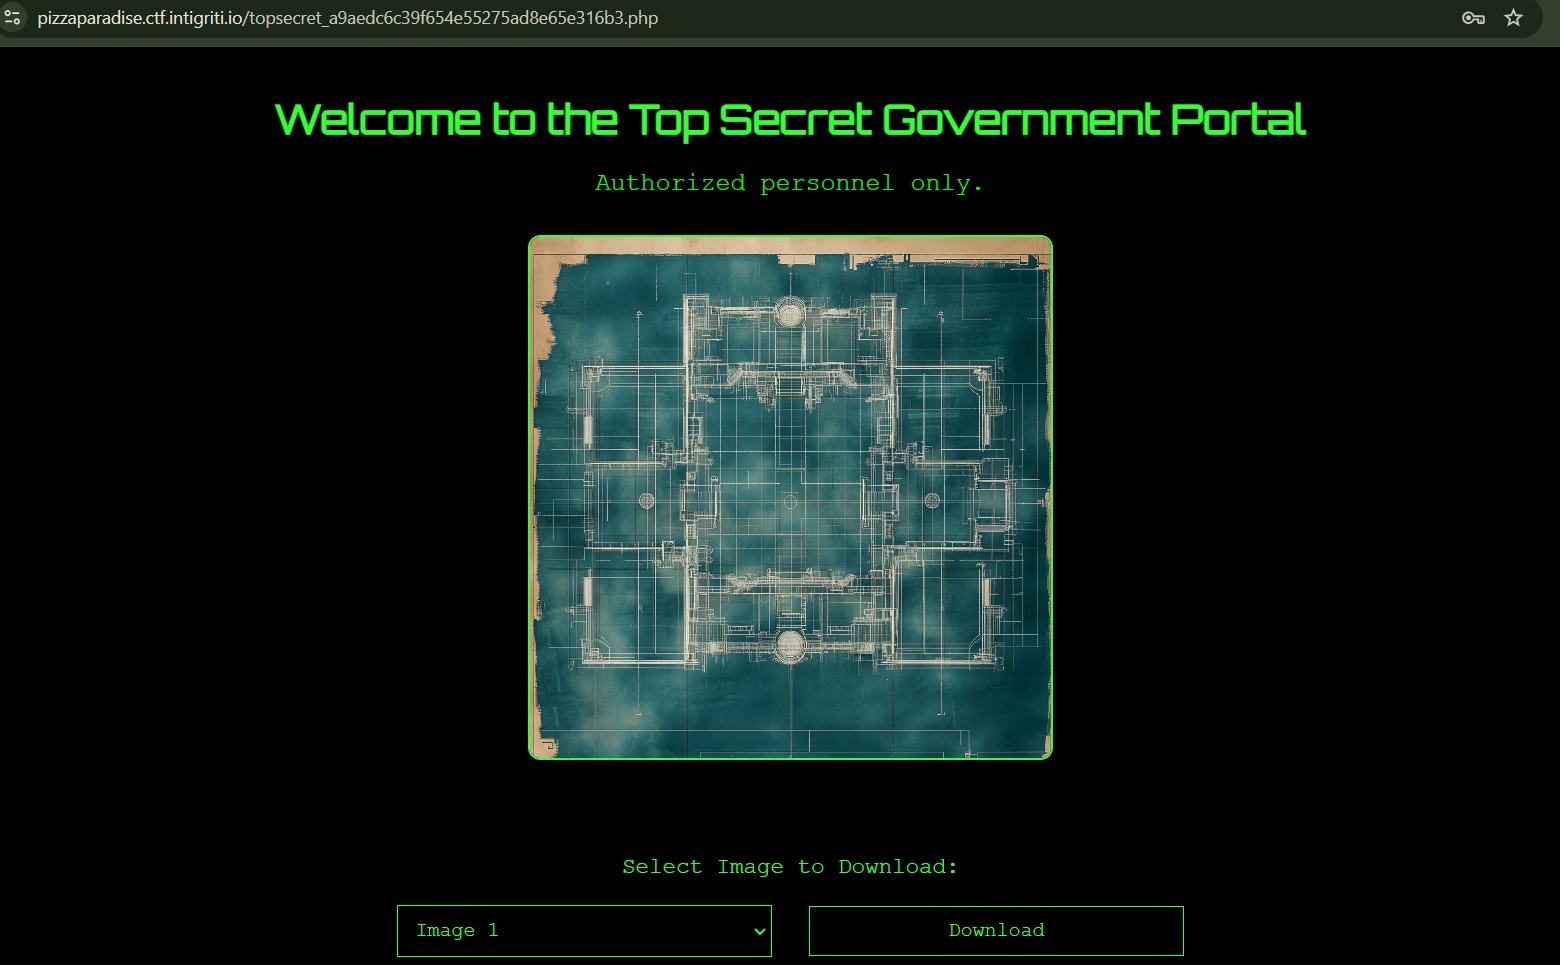 pizzaparadise.ctf.intigriti.io/topsecret_a9aedc6c39f654e55275ad8e65e316b3.php
Welcome to the Top Secret Government Portal
Authorized personnel only.
Select Image to Download:
Image 1
Download